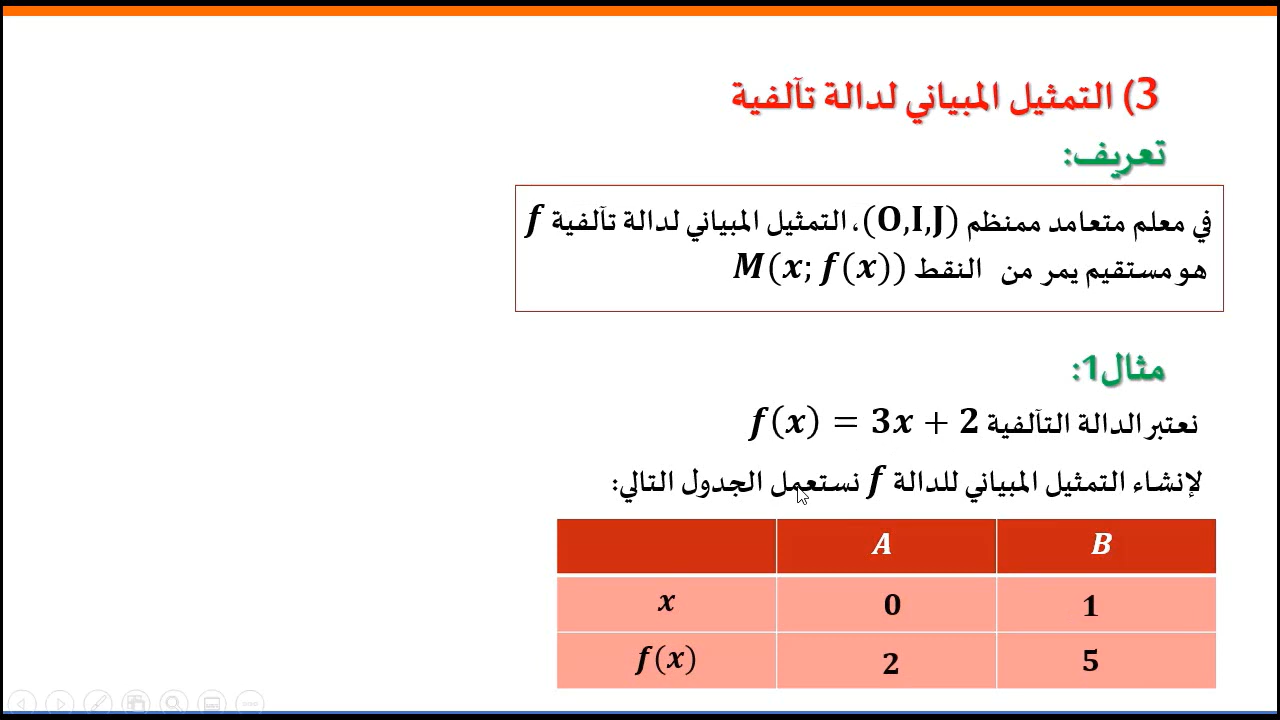 3) التمثيل المبياني لدالة تآلفية
تعريف:
في معلم متعامد ممنظم (O,I,J)، التمثيل المبياني لدالة تآلفية f
هو مستقيم يمر من النقط M(x; f(x))
مثال1:
نعتبر الدالة التآلفية f(x) = 3x + 2
لإنشاء التمثيل المبياني للدالة f نستعمل الجدول التالي:
A B
x 0 1
f(x) 2 5